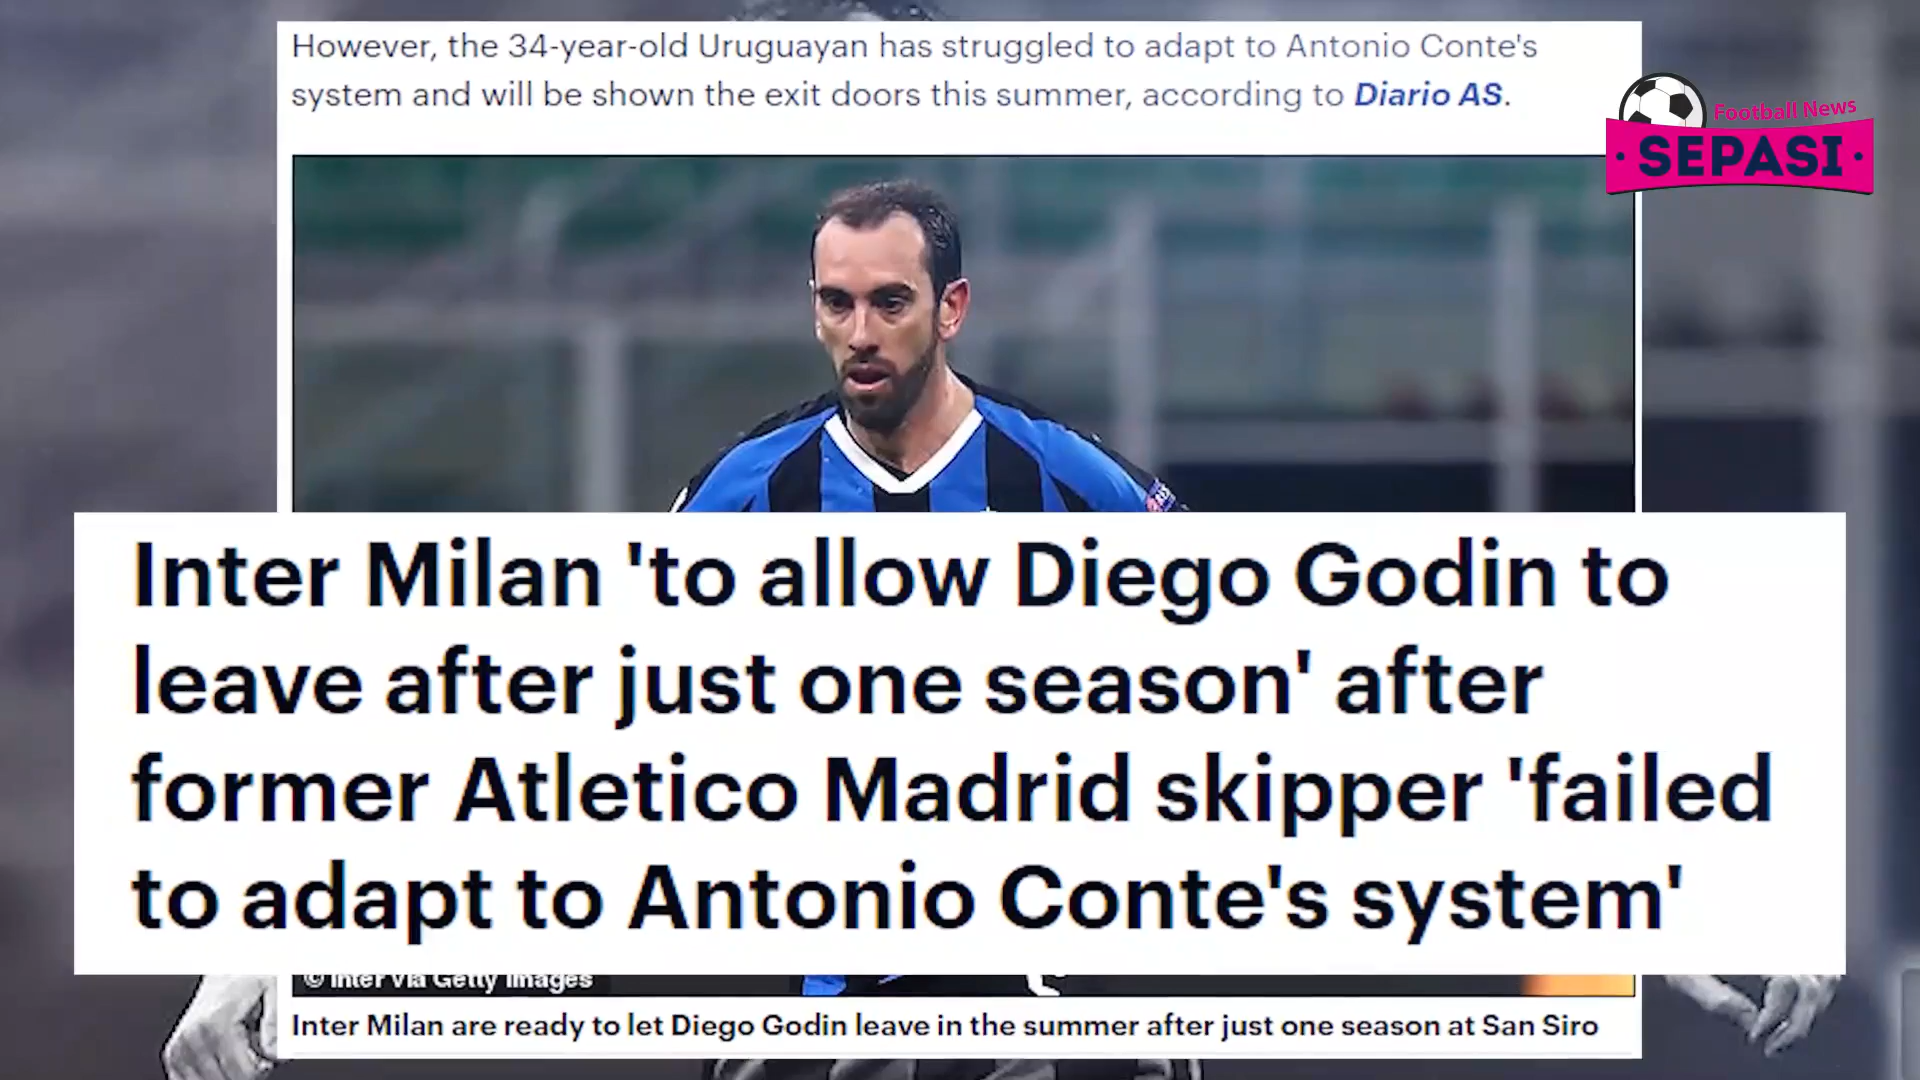 However, the 34-year-old Uruguayan has struggled to adapt to Antonio Conte's
system and will be shown the exit doors this summer, according to Diario AS.
Football News
SEPASI
Inter Milan 'to allow Diego Godin to
leave after just one season' after
former Atletico Madrid skipper 'failed
to adapt to Antonio Conte's system'
© Inter via Getty Images
Inter Milan are ready to let Diego Godin leave in the summer after just one season at San Siro